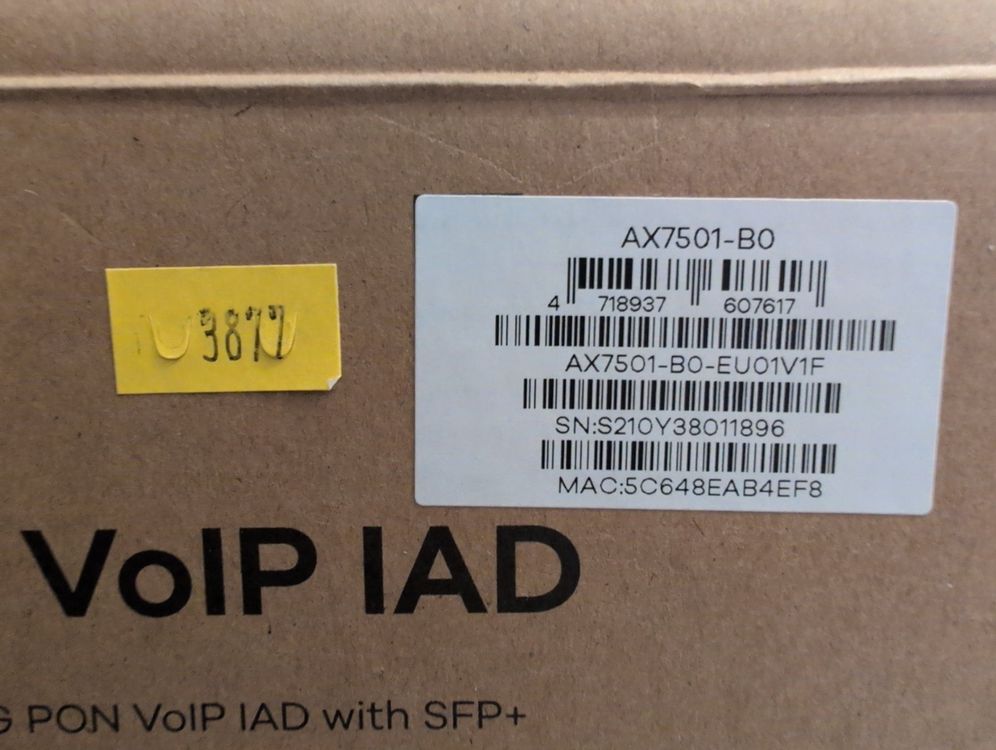 AX7501-B0
4 718937 607617
AX7501-B0-EU01V1F
SN:S210Y38011896
MAC:5C648EAB4EF8
3877
VoIP IAD
G PON VoIP IAD with SFP+